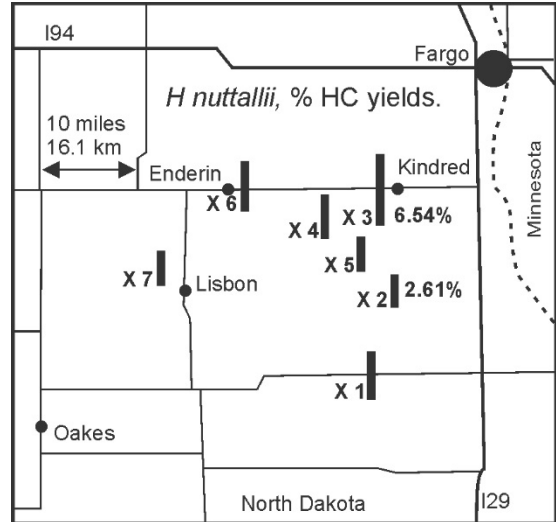 I94
Fargo
H nuttallii, % HC yields.
10 miles
16.1 km
Enderin
Kindred
Minnesota
X 6
X 3
6.54%
X 4
X 5
X 7
Lisbon
X 2
2.61%
X 1
Oakes
North Dakota
I29